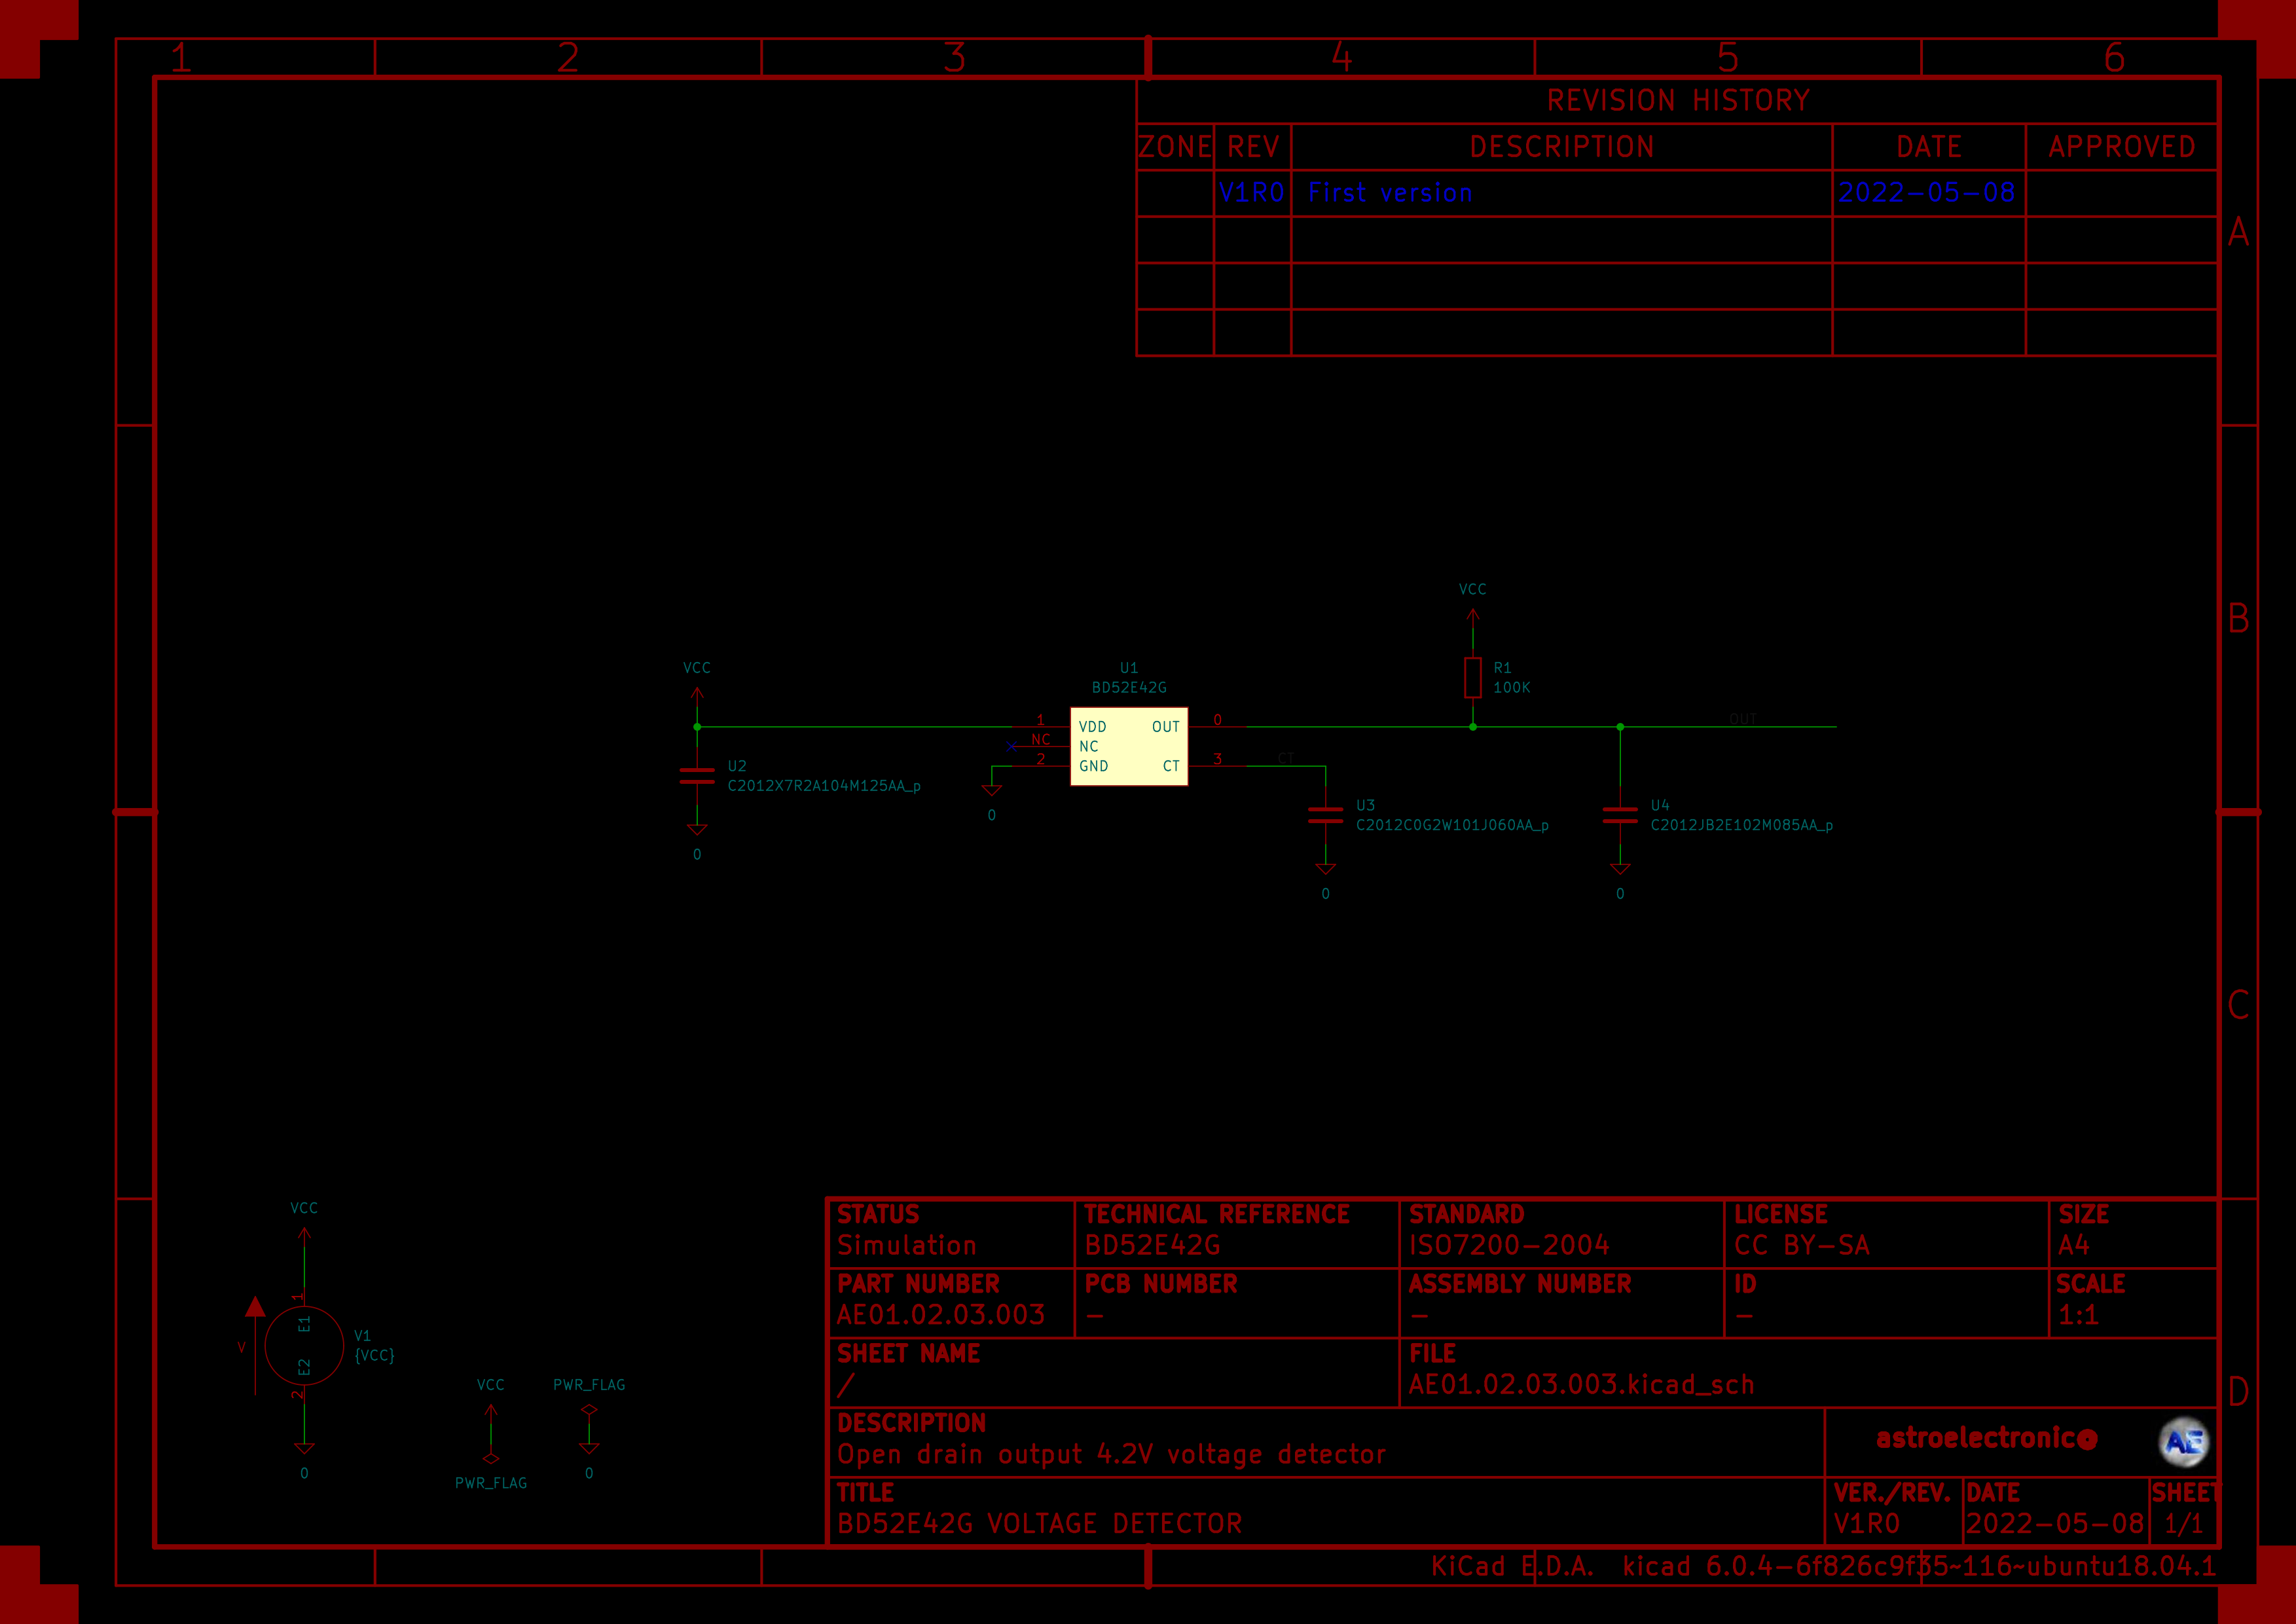 1 2 3 4 5 6
REVISION HISTORY
ZONE REV DESCRIPTION DATE APPROVED
V1R0 First version 2022-05-08
A
B
C
D
VCC
R1
100K
VCC
U1
BD52E42G
1 VDD OUT 0 OUT
NC NC
2 GND CT 3 CT
U2
C2012X7R2A104M125AA_p
0
0
U3
C2012C0G2W101J060AA_p
0
U4
C2012JB2E102M085AA_p
0
VCC
1
E1
V
V1
{VCC}
E2
2
0
VCC
PWR_FLAG
PWR_FLAG
0
STATUS TECHNICAL REFERENCE STANDARD LICENSE SIZE
Simulation BD52E42G ISO7200-2004 CC BY-SA A4
PART NUMBER PCB NUMBER ASSEMBLY NUMBER ID SCALE
AE01.02.03.003 - - - 1:1
SHEET NAME FILE
/ AE01.02.03.003.kicad_sch
DESCRIPTION
Open drain output 4.2V voltage detector
astroelectronic@ AE
TITLE VER./REV. DATE SHEET
BD52E42G VOLTAGE DETECTOR V1R0 2022-05-08 1/1
KiCad E.D.A. kicad 6.0.4-6f826c9f35~116~ubuntu18.04.1